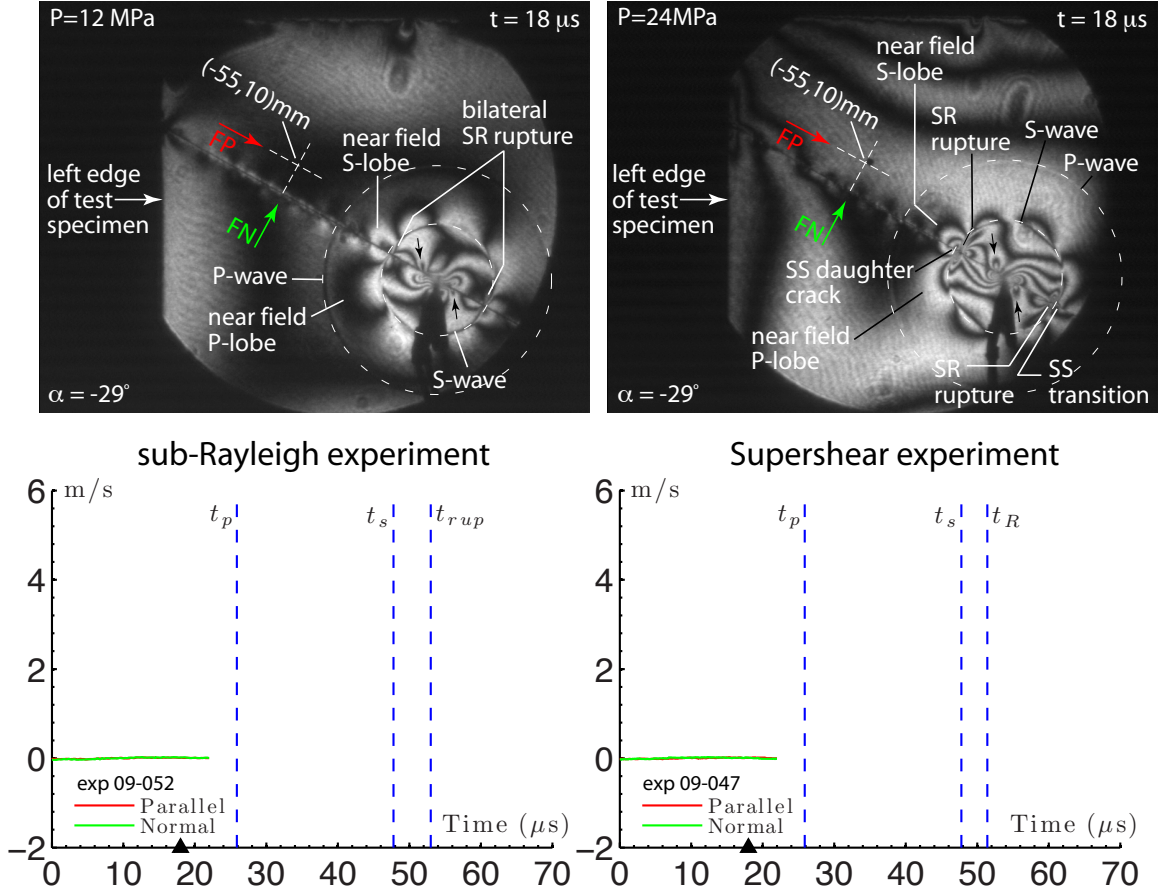 P=12 MPa
t = 18 μs
(-55,10)mm
FP
FN
near field
S-lobe
bilateral
SR rupture
left edge
of test
specimen
P-wave
near field
P-lobe
S-wave
α = -29°
P=24MPa
t = 18 μs
near field
S-lobe
(-55,10)mm
SR
rupture
S-wave
P-wave
FP
FN
left edge
of test
specimen
SS daughter
crack
near field
P-lobe
SR
rupture
SS
transition
α = -29°
sub-Rayleigh experiment
m/s
6
4
2
0
−2
t_p
t_s
t_rup
exp 09-052
Parallel
Normal
Time (μs)
0 10 20 30 40 50 60 70
Supershear experiment
m/s
6
4
2
0
−2
t_p
t_s
t_R
exp 09-047
Parallel
Normal
Time (μs)
0 10 20 30 40 50 60 70